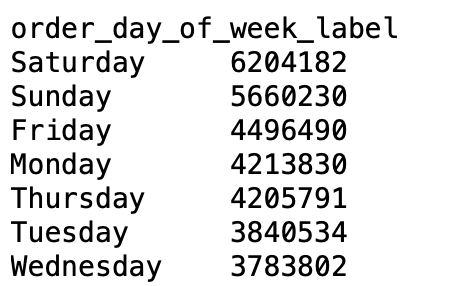 order_day_of_week_label
Saturday     6204182
Sunday       5660230
Friday       4496490
Monday       4213830
Thursday     4205791
Tuesday      3840534
Wednesday    3783802